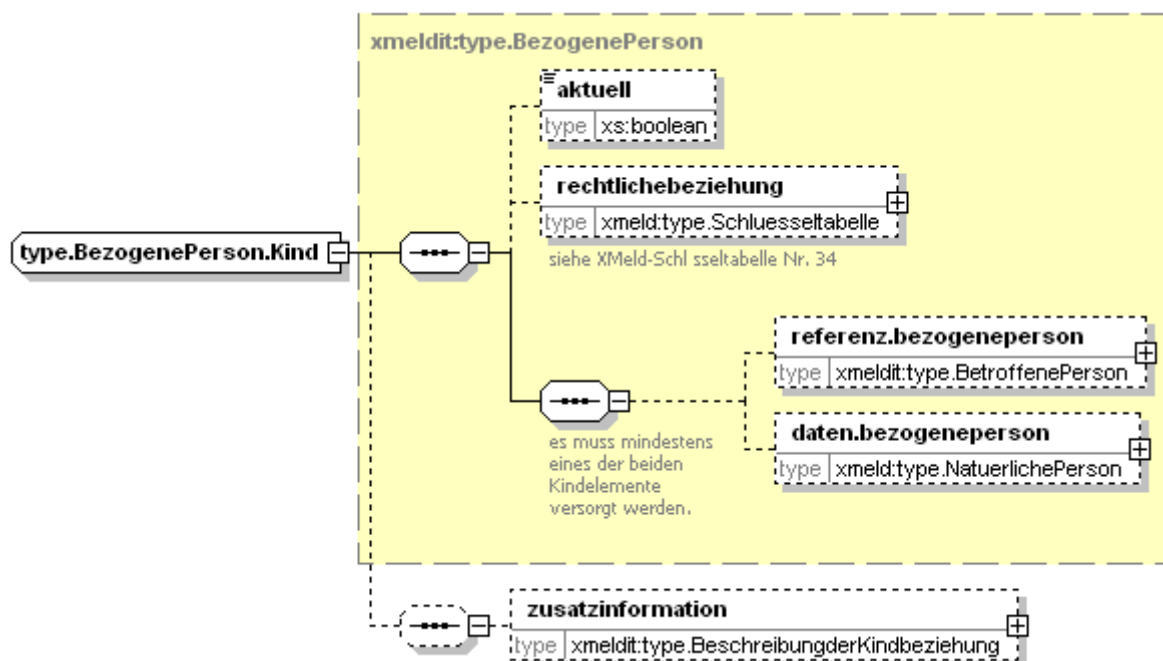 xmeldit:type.BezogenePerson
aktuell
type xs:boolean
rechtlichebeziehung
type xmeld:type.Schluesseltabelle
siehe XMeld-Schl sseltabelle Nr. 34
type.BezogenePerson.Kind
referenz.bezogeneperson
type xmeldit:type.BetroffenePerson
es muss mindestens
eines der beiden
Kindelemente
versorgt werden.
daten.bezogeneperson
type xmeld:type.NatuerlichePerson
zusatzinformation
type xmeldit:type.BeschreibungderKindbeziehung